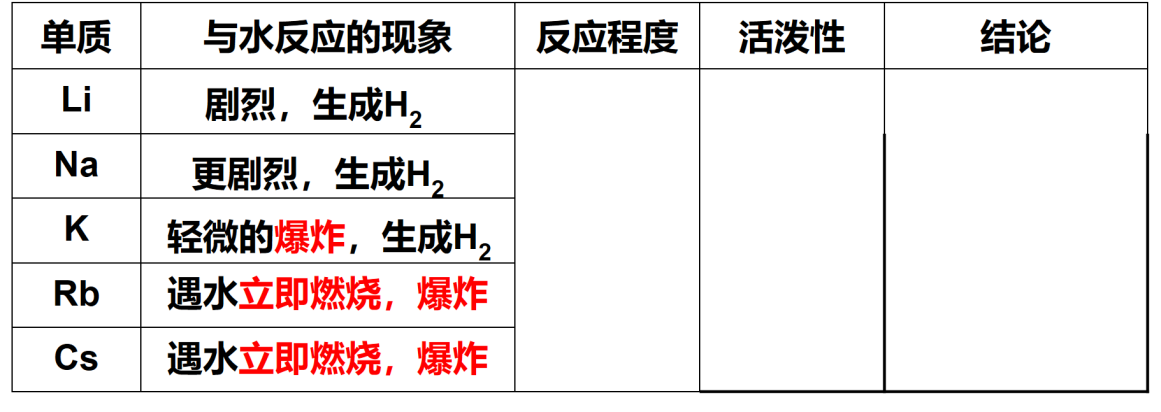 单质 与水反应的现象 反应程度 活泼性 结论
Li 剧烈，生成H₂
Na 更剧烈，生成H₂
K 轻微的爆炸，生成H₂
Rb 遇水立即燃烧，爆炸
Cs 遇水立即燃烧，爆炸